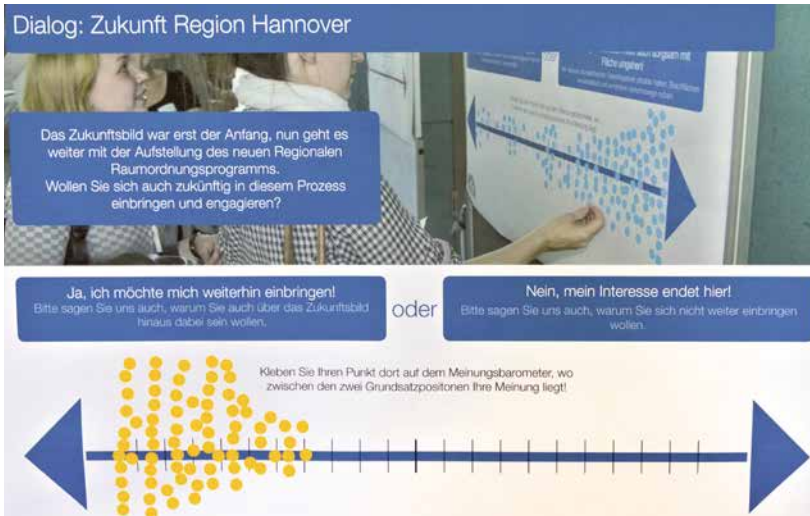 Dialog: Zukunft Region Hannover
Fläche umgehen!
Das Zukunftsbild war erst der Anfang, nun geht es
weiter mit der Aufstellung des neuen Regionalen
Raumordnungsprogramms.
Wollen Sie sich auch zukünftig in diesem Prozess
einbringen und engagieren?
Ja, ich möchte mich weiterhin einbringen!
Bitte sagen Sie uns auch, warum Sie auch über das Zukunftsbild
hinaus dabei sein wollen.
oder
Nein, mein Interesse endet hier!
Bitte sagen Sie uns auch, warum Sie sich nicht weiter einbringen
wollen.
Kleben Sie Ihren Punkt dort auf dem Meinungsbarometer, wo
zwischen den zwei Grundsatzpositonen Ihre Meinung liegt!